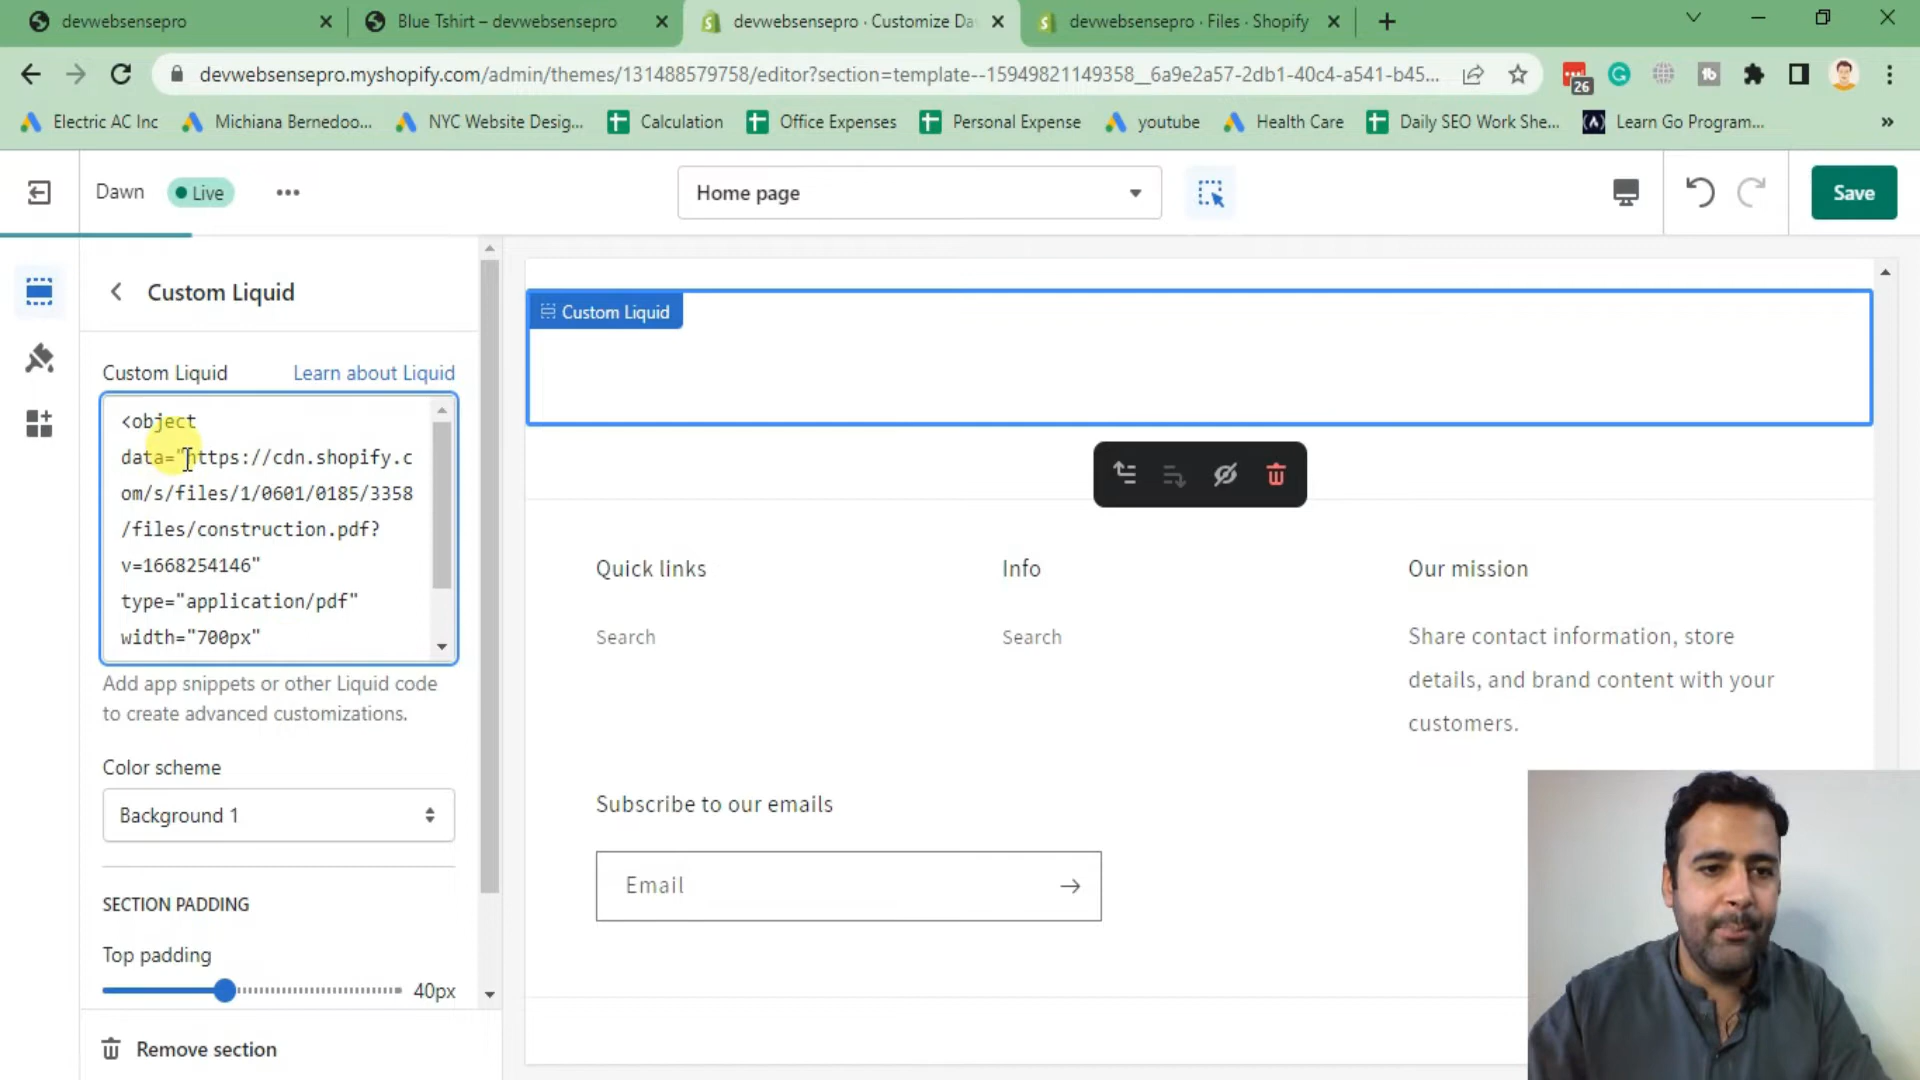 devwebsensepro
Blue Tshirt – devwebsensepro
devwebsensepro · Customize Da
devwebsensepro · Files · Shopify
devwebsensepro.myshopify.com/admin/themes/131488579758/editor?section=template--15949821149358__6a9e2a57-2db1-40c4-a541-b45...
26
Electric AC Inc
Michiana Bernedoo...
NYC Website Desig...
Calculation
Office Expenses
Personal Expense
youtube
Health Care
Daily SEO Work She...
Learn Go Program...
»
Dawn
Live
Home page
Save
Custom Liquid
Custom Liquid
Learn about Liquid
<object
data="https://cdn.shopify.c
om/s/files/1/0601/0185/3358
/files/construction.pdf?
v=1668254146"
type="application/pdf"
width="700px"
Add app snippets or other Liquid code
to create advanced customizations.
Color scheme
Background 1
SECTION PADDING
Top padding
40px
Remove section
Custom Liquid
Quick links
Info
Our mission
Search
Search
Share contact information, store
details, and brand content with your
customers.
Subscribe to our emails
Email